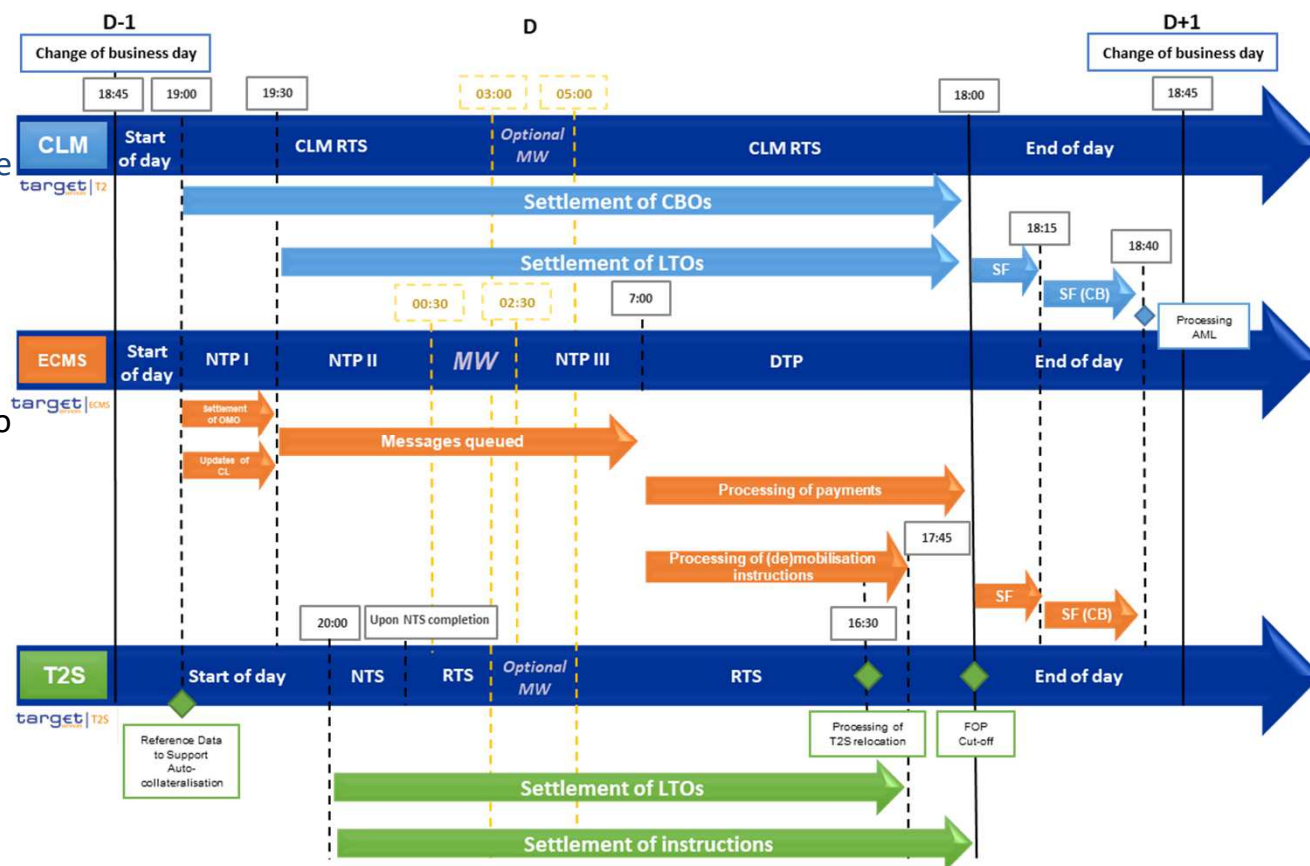 D-1
D
D+1
Change of business day
Change of business day
18:45
19:00
19:30
03:00
05:00
18:00
18:45
CLM
Start
of day
CLM RTS
Optional
MW
CLM RTS
End of day
e
target|T2
services
Settlement of CBOs
Settlement of LTOs
18:15
18:40
SF
SF (CB)
00:30
02:30
7:00
Processing
AML
ECMS
Start
of day
NTP I
NTP II
MW
NTP III
DTP
End of day
target|ECMS
services
o
Settlement
of OMO
Messages queued
Updates of
CL
Processing of payments
17:45
Processing of (de)mobilisation
instructions
SF
SF (CB)
20:00
Upon NTS completion
16:30
T2S
Start of day
NTS
RTS
Optional
MW
RTS
End of day
target|T2S
services
Reference Data
to Support
Auto-
collateralisation
Processing of
T2S relocation
FOP
Cut-off
Settlement of LTOs
Settlement of instructions